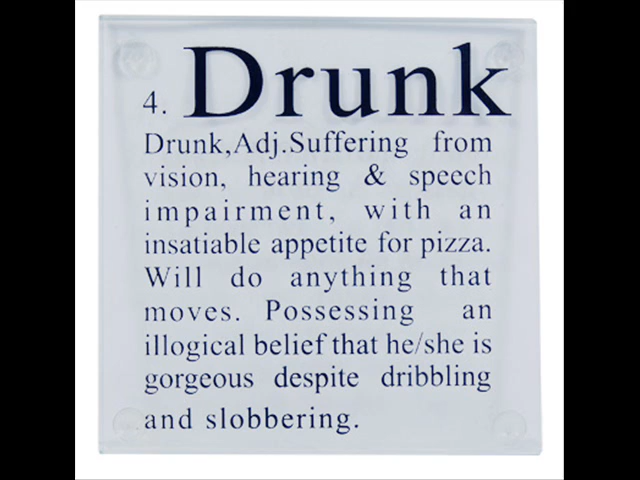 4. Drunk
Drunk,Adj.Suffering from
vision, hearing & speech
impairment, with an
insatiable appetite for pizza.
Will do anything that
moves. Possessing an
illogical belief that he/she is
gorgeous despite dribbling
and slobbering.